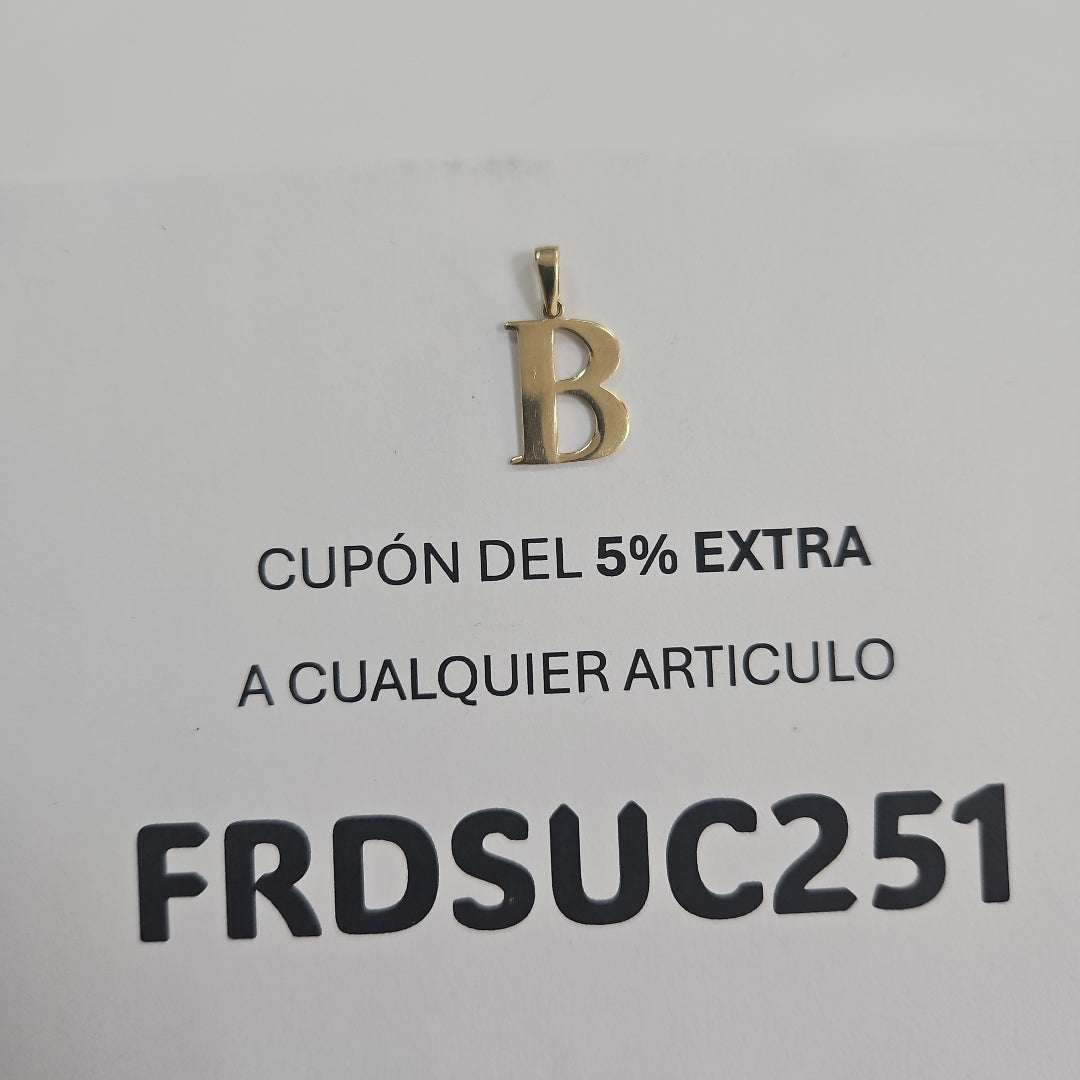 B
CUPÓN DEL 5% EXTRA
A CUALQUIER ARTICULO
FRDSUC251